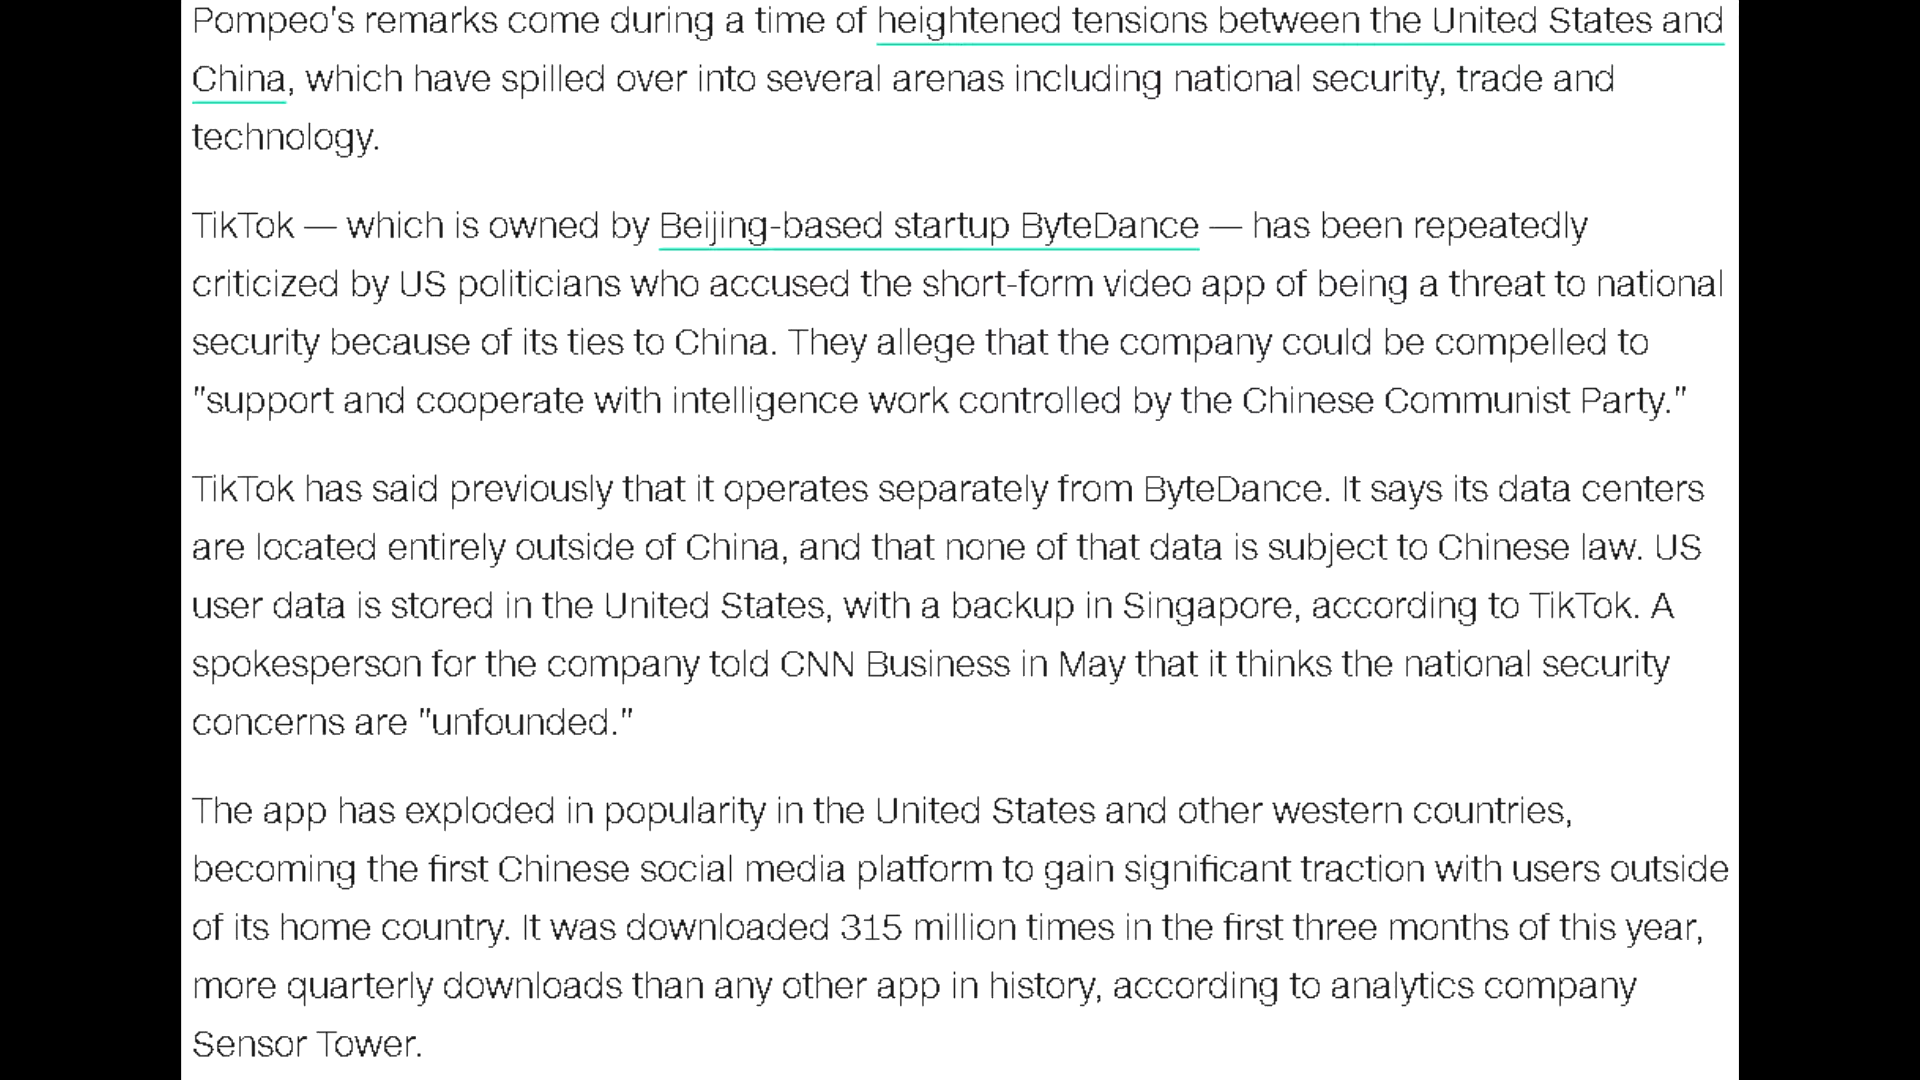 Pompeo's remarks come during a time of heightened tensions between the United States and
China, which have spilled over into several arenas including national security, trade and
technology.
TikTok — which is owned by Beijing-based startup ByteDance — has been repeatedly
criticized by US politicians who accused the short-form video app of being a threat to national
security because of its ties to China. They allege that the company could be compelled to
"support and cooperate with intelligence work controlled by the Chinese Communist Party."
TikTok has said previously that it operates separately from ByteDance. It says its data centers
are located entirely outside of China, and that none of that data is subject to Chinese law. US
user data is stored in the United States, with a backup in Singapore, according to TikTok. A
spokesperson for the company told CNN Business in May that it thinks the national security
concerns are "unfounded."
The app has exploded in popularity in the United States and other western countries,
becoming the first Chinese social media platform to gain significant traction with users outside
of its home country. It was downloaded 315 million times in the first three months of this year,
more quarterly downloads than any other app in history, according to analytics company
Sensor Tower.